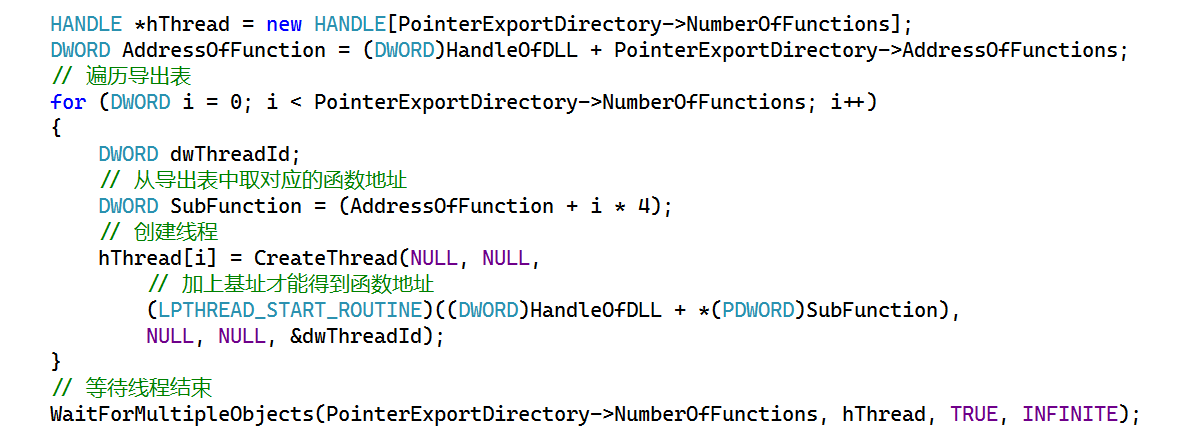 HANDLE *hThread = new HANDLE[PointerExportDirectory->NumberOfFunctions];
DWORD AddressOfFunction = (DWORD)HandleOfDLL + PointerExportDirectory->AddressOfFunctions;
// 遍历导出表
for (DWORD i = 0; i < PointerExportDirectory->NumberOfFunctions; i++)
{
    DWORD dwThreadId;
    // 从导出表中取对应的函数地址
    DWORD SubFunction = (AddressOfFunction + i * 4);
    // 创建线程
    hThread[i] = CreateThread(NULL, NULL,
        // 加上基址才能得到函数地址
        (LPTHREAD_START_ROUTINE)((DWORD)HandleOfDLL + *(PDWORD)SubFunction),
        NULL, NULL, &dwThreadId);
}
// 等待线程结束
WaitForMultipleObjects(PointerExportDirectory->NumberOfFunctions, hThread, TRUE, INFINITE);